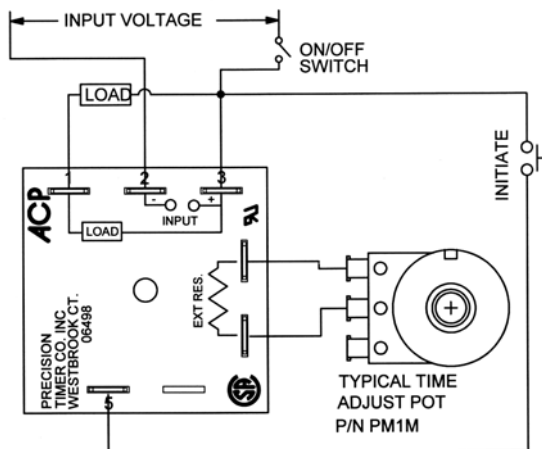 INPUT VOLTAGE
ON/OFF
SWITCH
LOAD
INITIATE
1
2
3
- INPUT +
ACP
LOAD
EXT RES.
PRECISION
TIMER CO. INC
WESTBROOK CT.
06498
5
TYPICAL TIME
ADJUST POT
P/N PM1M